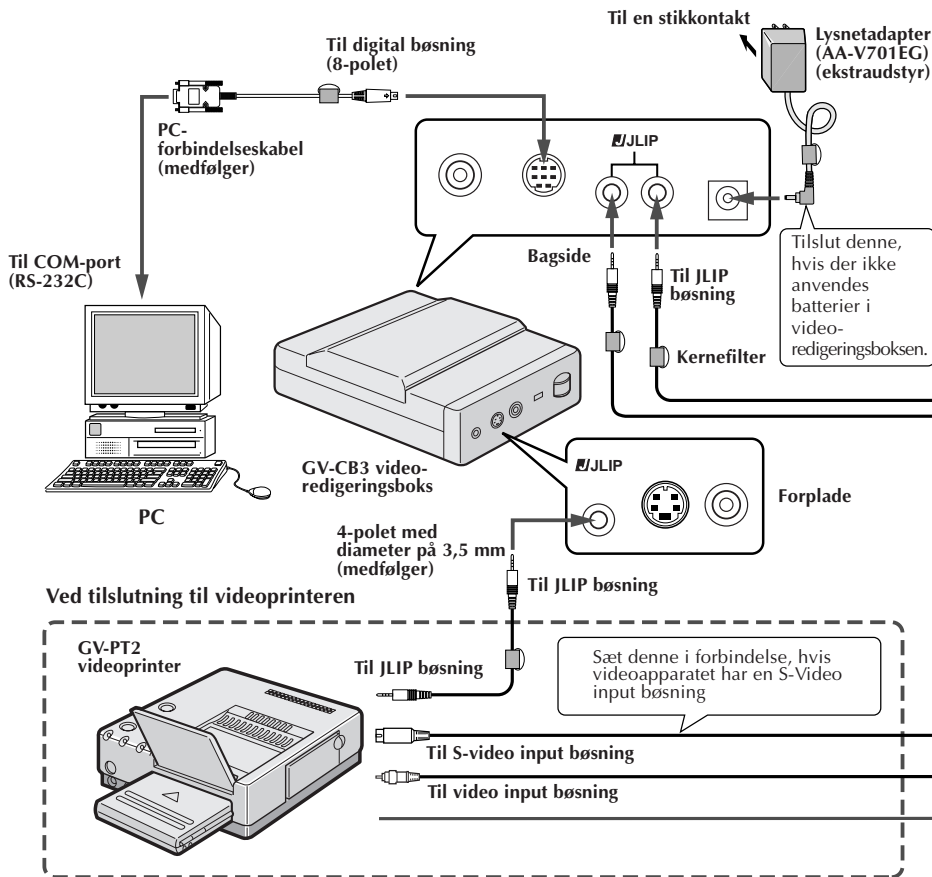 Til en stikkontakt
Lysnetadapter
(AA-V701EG)
(ekstraudstyr)
Til digital bøsning
(8-polet)
PC-
forbindelseskabel
(medfølger)
JLIP
Til COM-port
(RS-232C)
Bagside
Til JLIP
bøsning
Kernefilter
Tilslut denne,
hvis der ikke
anvendes
batterier i
video-
redigeringsboksen.
GV-CB3 video-
redigeringsboks
PC
JLIP
Forplade
4-polet med
diameter på 3,5 mm
(medfølger)
Til JLIP bøsning
Ved tilslutning til videoprinteren
GV-PT2
videoprinter
Til JLIP bøsning
Sæt denne i forbindelse, hvis
videoapparatet har en S-Video
input bøsning
Til S-video input bøsning
Til video input bøsning